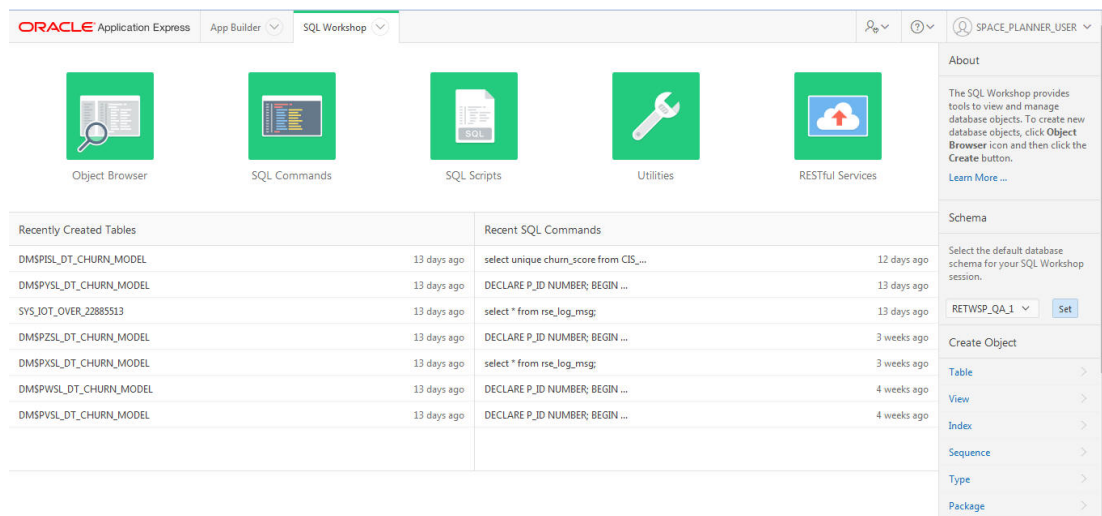 ORACLE Application Express App Builder SQL Workshop SPACE_PLANNER_USER
SQL
Object Browser SQL Commands SQL Scripts Utilities RESTful Services
Recently Created Tables
DM$PISL_DT_CHURN_MODEL 13 days ago
DM$PYSL_DT_CHURN_MODEL 13 days ago
SYS_IOT_OVER_22885513 13 days ago
DM$PZSL_DT_CHURN_MODEL 13 days ago
DM$PXSL_DT_CHURN_MODEL 13 days ago
DM$PWSL_DT_CHURN_MODEL 13 days ago
DM$PVSL_DT_CHURN_MODEL 13 days ago
Recent SQL Commands
select unique churn_score from CIS_... 12 days ago
DECLARE P_ID NUMBER; BEGIN ... 13 days ago
select * from rse_log_msg; 13 days ago
DECLARE P_ID NUMBER; BEGIN ... 3 weeks ago
select * from rse_log_msg; 3 weeks ago
DECLARE P_ID NUMBER; BEGIN ... 4 weeks ago
DECLARE P_ID NUMBER; BEGIN ... 4 weeks ago
About
The SQL Workshop provides
tools to view and manage
database objects. To create new
database objects, click Object
Browser icon and then click the
Create button.
Learn More ...
Schema
Select the default database
schema for your SQL Workshop
session.
RETWSP_QA_1 Set
Create Object
Table
View
Index
Sequence
Type
Package